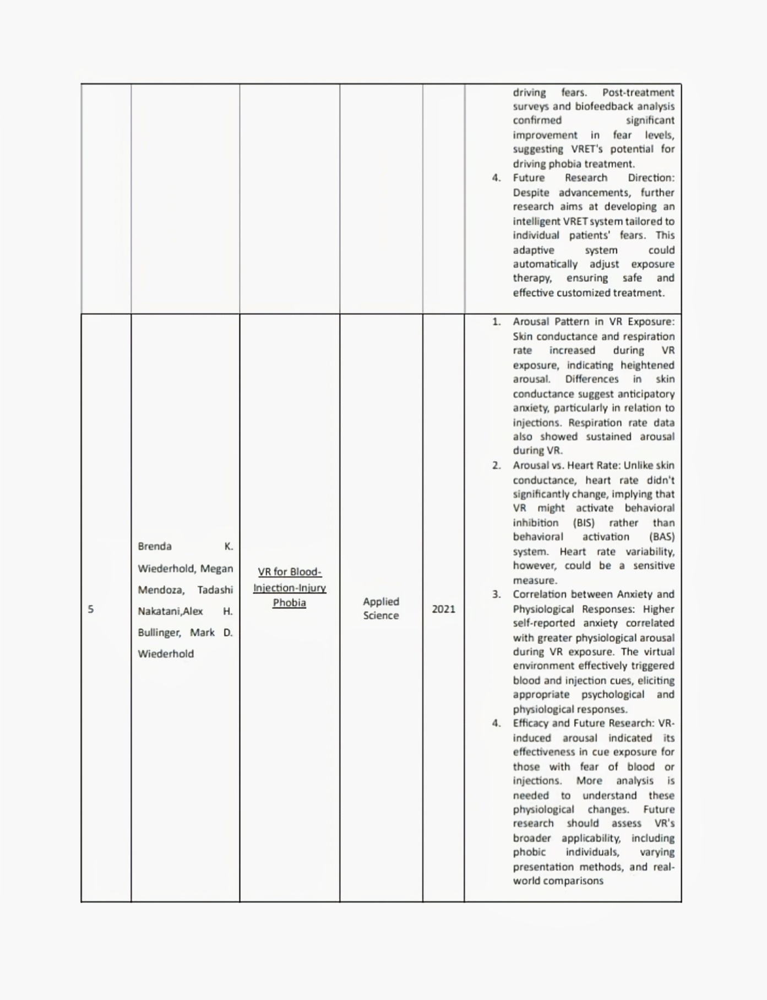 driving fears. Post-treatment
surveys and biofeedback analysis
confirmed significant
improvement in fear levels,
suggesting VRET's potential for
driving phobia treatment.
4. Future Research Direction:
Despite advancements, further
research aims at developing an
intelligent VRET system tailored to
individual patients' fears. This
adaptive system could
automatically adjust exposure
therapy, ensuring safe and
effective customized treatment.
5
Brenda K.
Wiederhold, Megan
Mendoza, Tadashi
Nakatani,Alex H.
Bullinger, Mark D.
Wiederhold
VR for Blood-
Injection-Injury
Phobia
Applied
Science
2021
1. Arousal Pattern in VR Exposure:
Skin conductance and respiration
rate increased during VR
exposure, indicating heightened
arousal. Differences in skin
conductance suggest anticipatory
anxiety, particularly in relation to
injections. Respiration rate data
also showed sustained arousal
during VR.
2. Arousal vs. Heart Rate: Unlike skin
conductance, heart rate didn't
significantly change, implying that
VR might activate behavioral
inhibition (BIS) rather than
behavioral activation (BAS)
system. Heart rate variability,
however, could be a sensitive
measure.
3. Correlation between Anxiety and
Physiological Responses: Higher
self-reported anxiety correlated
with greater physiological arousal
during VR exposure. The virtual
environment effectively triggered
blood and injection cues, eliciting
appropriate psychological and
physiological responses.
4. Efficacy and Future Research: VR-
induced arousal indicated its
effectiveness in cue exposure for
those with fear of blood or
injections. More analysis is
needed to understand these
physiological changes. Future
research should assess VR's
broader applicability, including
phobic individuals, varying
presentation methods, and real-
world comparisons